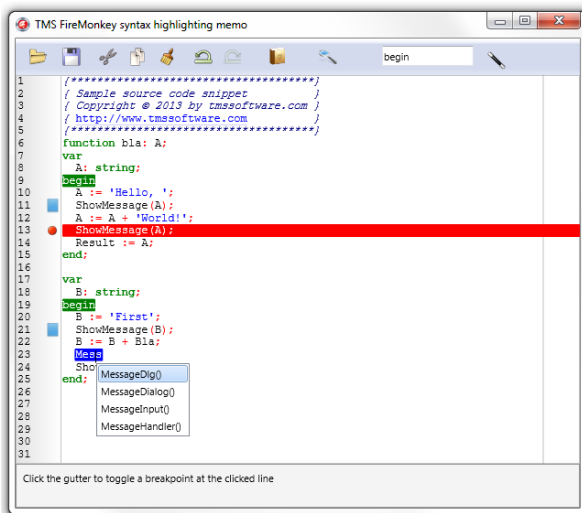 TMS FireMonkey syntax highlighting memo
begin
1 {*************************************}
2 { Sample source code snippet }
3 { Copyright © 2013 by tmssoftware.com }
4 { http://www.tmssoftware.com }
5 {*************************************}
6 function bla: A;
7 var
8 A: string;
9 begin
10 A := 'Hello, ';
11 ShowMessage(A);
12 A := A + 'World!';
13 ShowMessage(A);
14 Result := A;
15 end;
16
17 var
18 B: string;
19 begin
20 B := 'First';
21 ShowMessage(B);
22 B := B + Bla;
23 Mess
24 Sho
MessageDlg()
25 end;
MessageDialog()
26
27 MessageInput()
28
29 MessageHandler()
30
31
Click the gutter to toggle a breakpoint at the clicked line